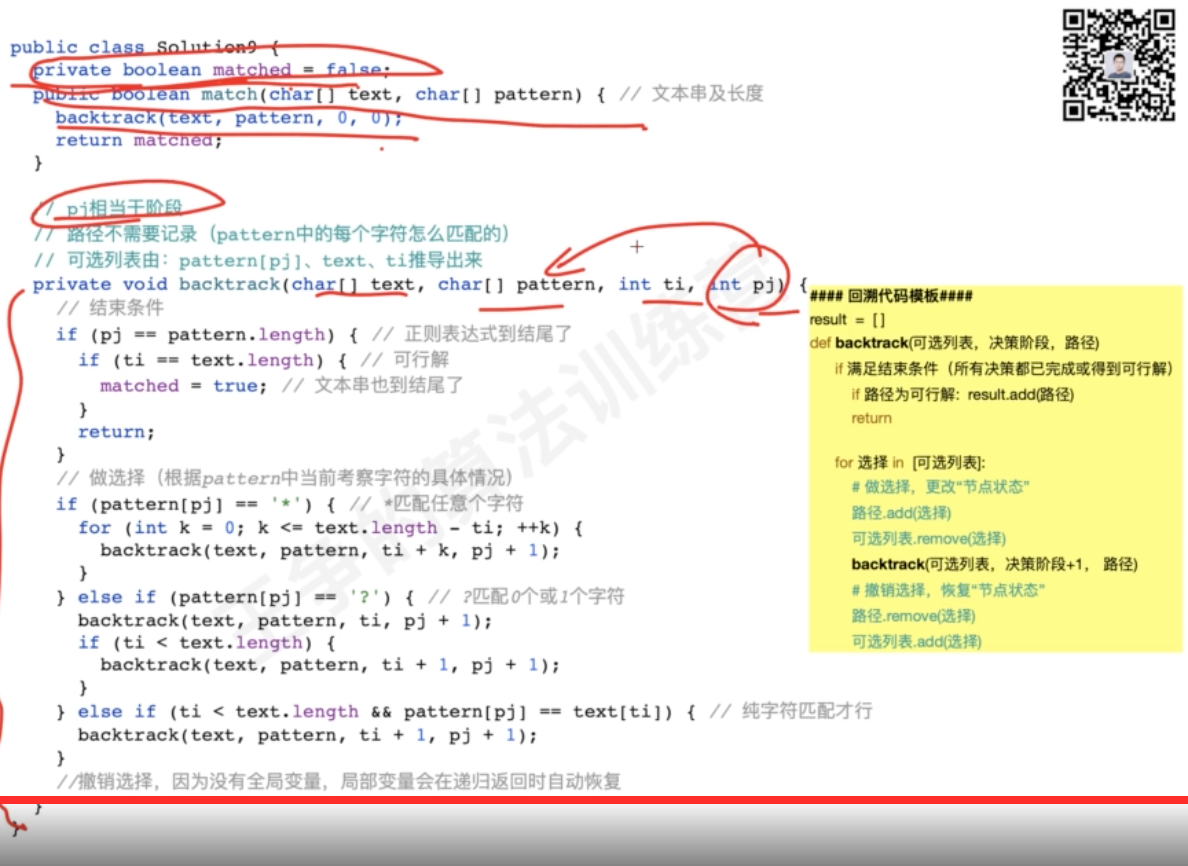 public class Solution9 {
private boolean matched = false;
public boolean match(char[] text, char[] pattern) { // 文本串及长度
backtrack(text, pattern, 0, 0);
return matched;
}
// pj相当于阶段
// 路径不需要记录（pattern中的每个字符怎么匹配的）
// 可选列表由：pattern[pj]、text、ti推导出来
private void backtrack(char[] text, char[] pattern, int ti, int pj) {
// 结束条件
if (pj == pattern.length) { // 正则表达式到结尾了
if (ti == text.length) { // 可行解
matched = true; // 文本串也到结尾了
}
return;
}
// 做选择（根据pattern中当前考察字符的具体情况）
if (pattern[pj] == '*') { // *匹配任意个字符
for (int k = 0; k <= text.length - ti; ++k) {
backtrack(text, pattern, ti + k, pj + 1);
}
} else if (pattern[pj] == '?') { // ?匹配0个或1个字符
backtrack(text, pattern, ti, pj + 1);
if (ti < text.length) {
backtrack(text, pattern, ti + 1, pj + 1);
}
} else if (ti < text.length && pattern[pj] == text[ti]) { // 纯字符匹配才行
backtrack(text, pattern, ti + 1, pj + 1);
}
//撤销选择，因为没有全局变量，局部变量会在递归返回时自动恢复
}
}
#### 回溯代码模板####
result = []
def backtrack(可选列表，决策阶段，路径)
if 满足结束条件（所有决策都已完成或得到可行解）
if 路径为可行解：result.add(路径)
return
for 选择 in [可选列表]:
# 做选择，更改“节点状态”
路径.add(选择)
可选列表.remove(选择)
backtrack(可选列表，决策阶段+1， 路径)
# 撤销选择，恢复“节点状态”
路径.remove(选择)
可选列表.add(选择)
王争的算法训练营